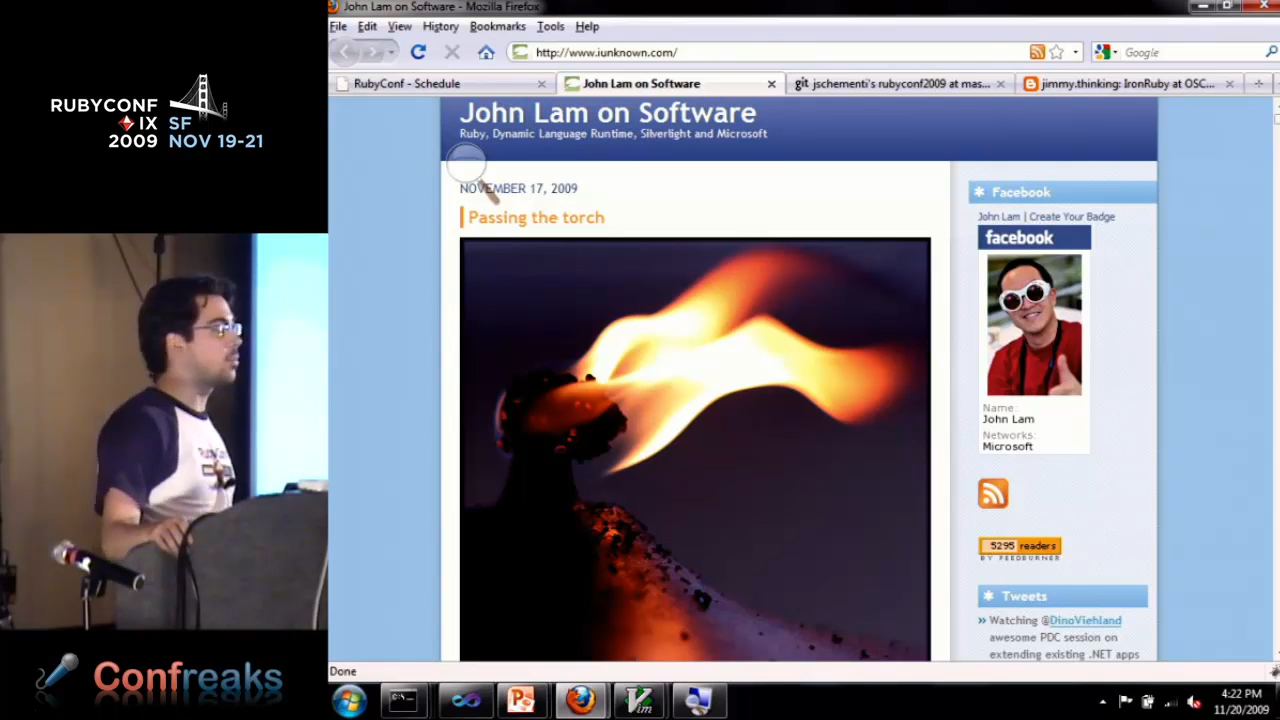 RUBYCONF
IX SF
2009 NOV 19-21
Confreaks
John Lam on Software - Mozilla Firefox
File Edit View History Bookmarks Tools Help
http://www.iunknown.com/
Google
RubyConf - Schedule
John Lam on Software
git jschementi's rubyconf2009 at mas...
jimmy.thinking: IronRuby at OSC...
John Lam on Software
Ruby, Dynamic Language Runtime, Silverlight and Microsoft
NOVEMBER 17, 2009
Passing the torch
Facebook
John Lam | Create Your Badge
facebook
Name:
John Lam
Networks:
Microsoft
5295 readers
BY FEEDBURNER
Tweets
Watching @DinoViehland
awesome PDC session on
extending existing .NET apps
Done
4:22 PM
11/20/2009